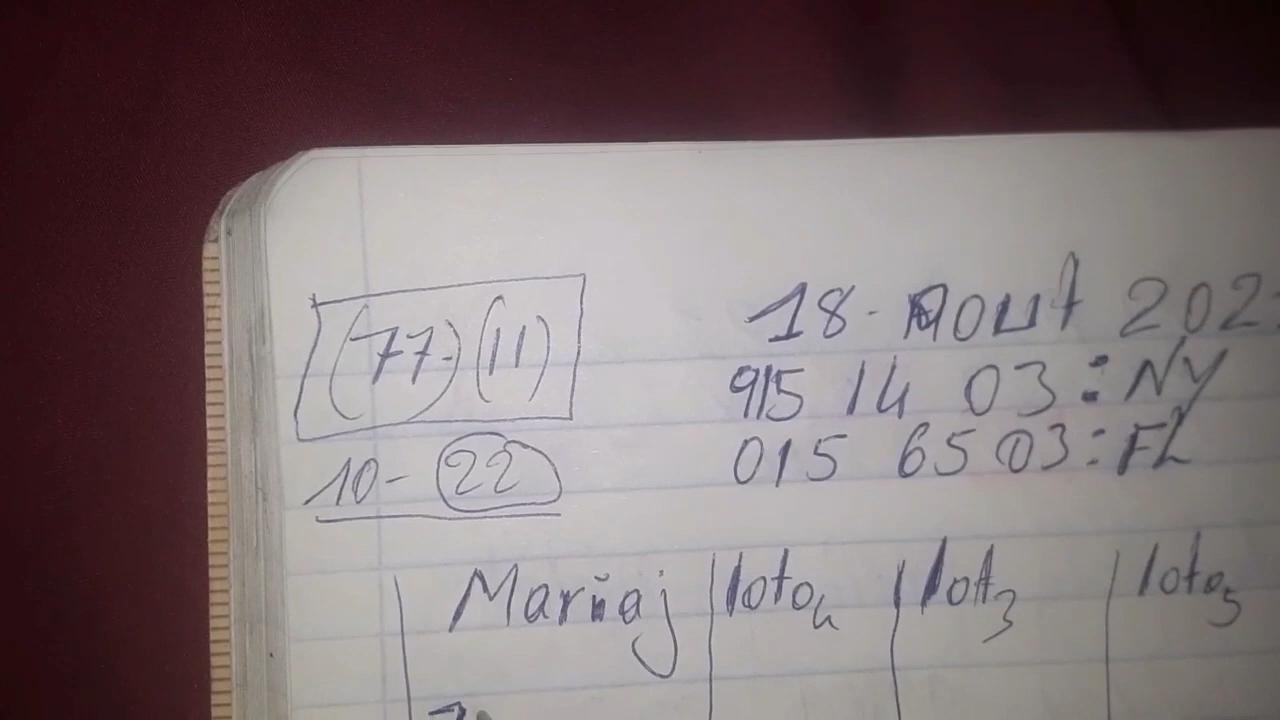 (77-)(11)
10-22
18-Aout 202
915 14 03:NY
015 65 03:FL
Mariaj loto4 lot3 loto5